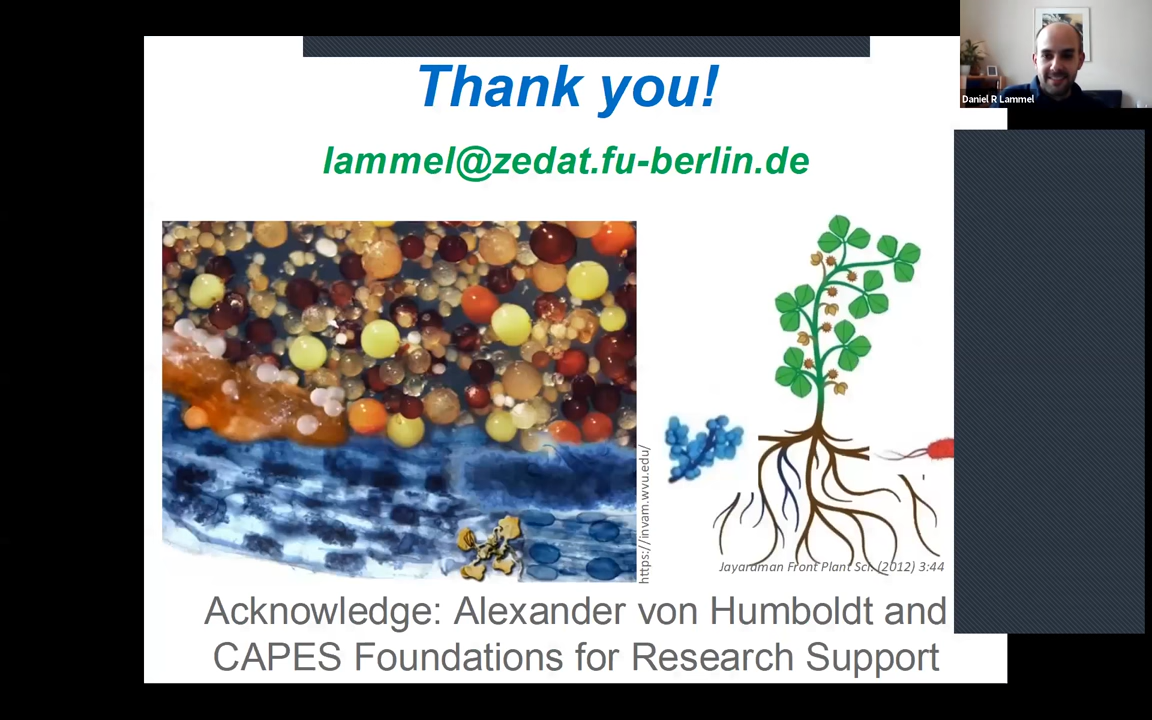 Daniel R Lammel
Thank you!
lammel@zedat.fu-berlin.de
https://invam.wvu.edu/
Jayaraman Front Plant Sci. (2012) 3:44
Acknowledge: Alexander von Humboldt and
CAPES Foundations for Research Support